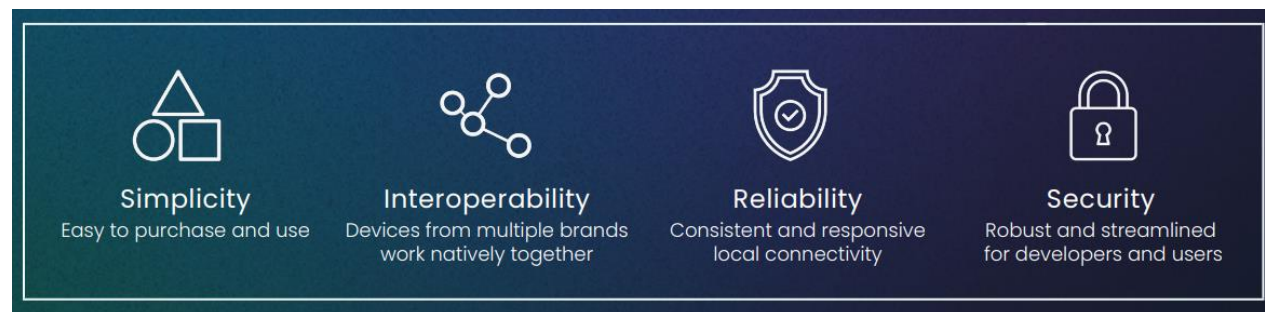 Simplicity
Easy to purchase and use
Interoperability
Devices from multiple brands
work natively together
Reliability
Consistent and responsive
local connectivity
Security
Robust and streamlined
for developers and users